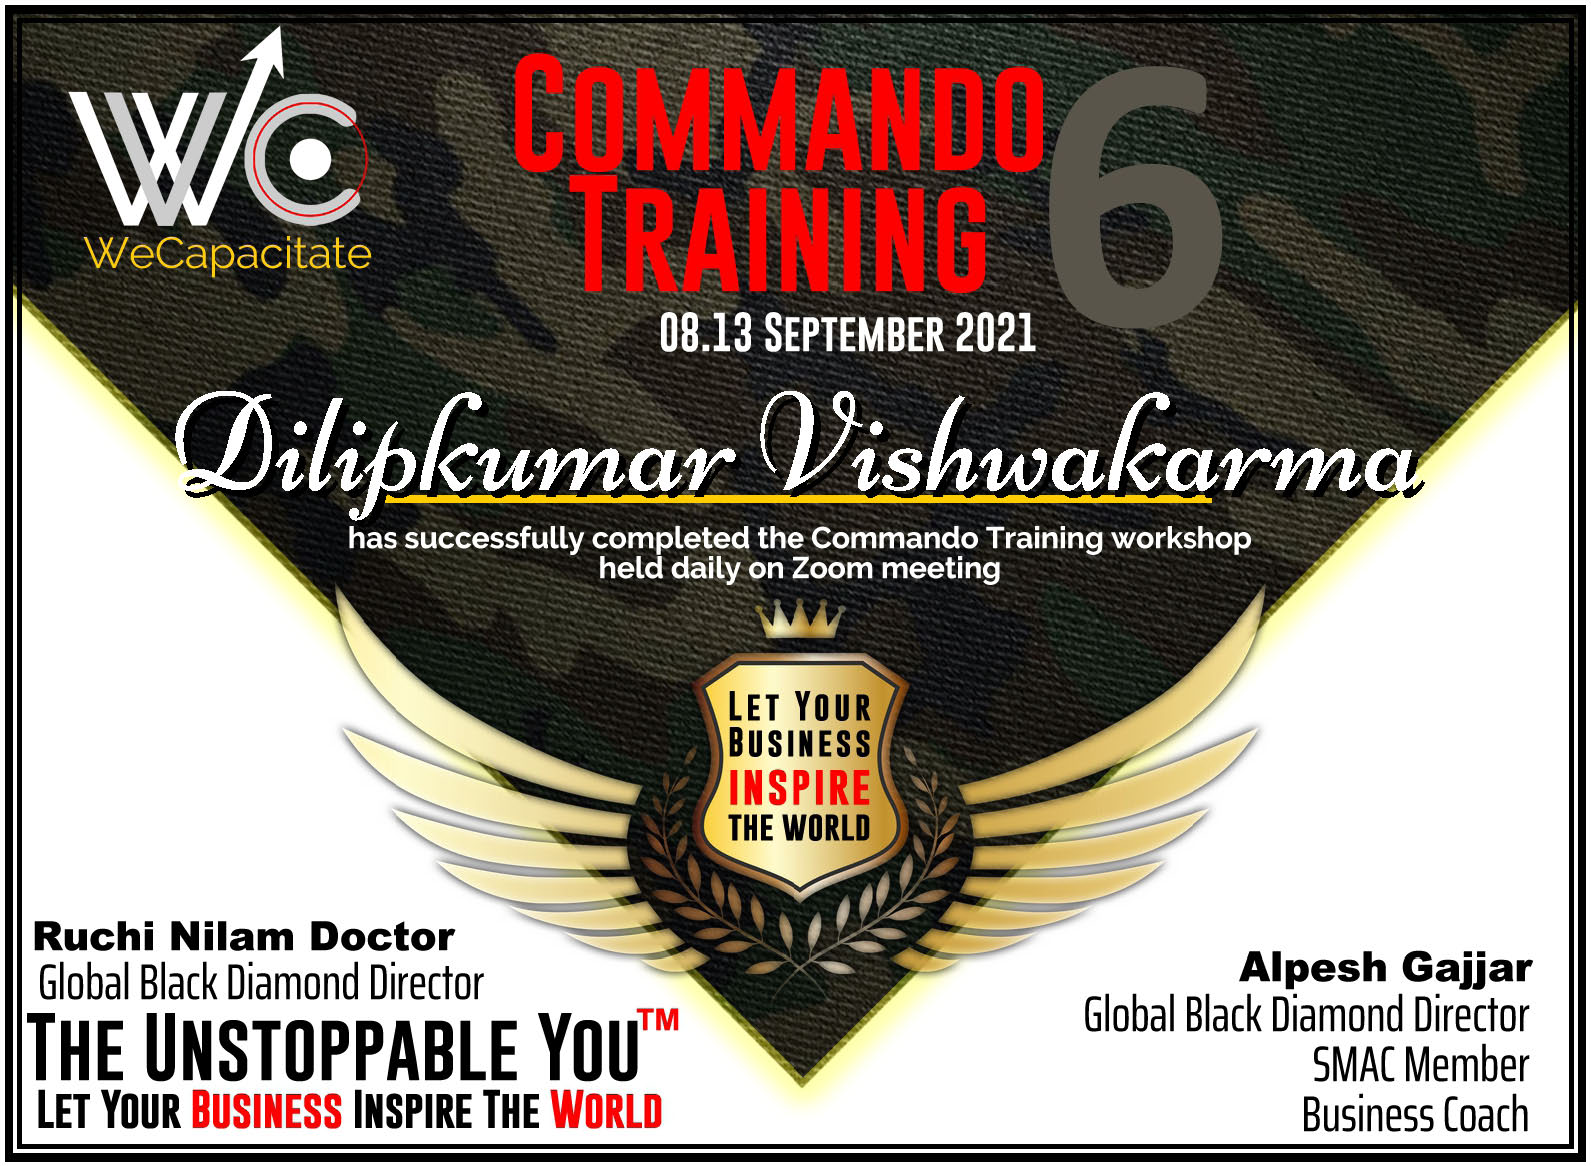 WC
WeCapacitate
COMMANDO
TRAINING
6
08.13 SEPTEMBER 2021
Dilipkumar Vishwakarma
has successfully completed the Commando Training workshop
held daily on Zoom meeting
LET YOUR
BUSINESS
INSPIRE
THE WORLD
Ruchi Nilam Doctor
Global Black Diamond Director
THE UNSTOPPABLE YOU™
LET YOUR BUSINESS INSPIRE THE WORLD
Alpesh Gajjar
Global Black Diamond Director
SMAC Member
Business Coach